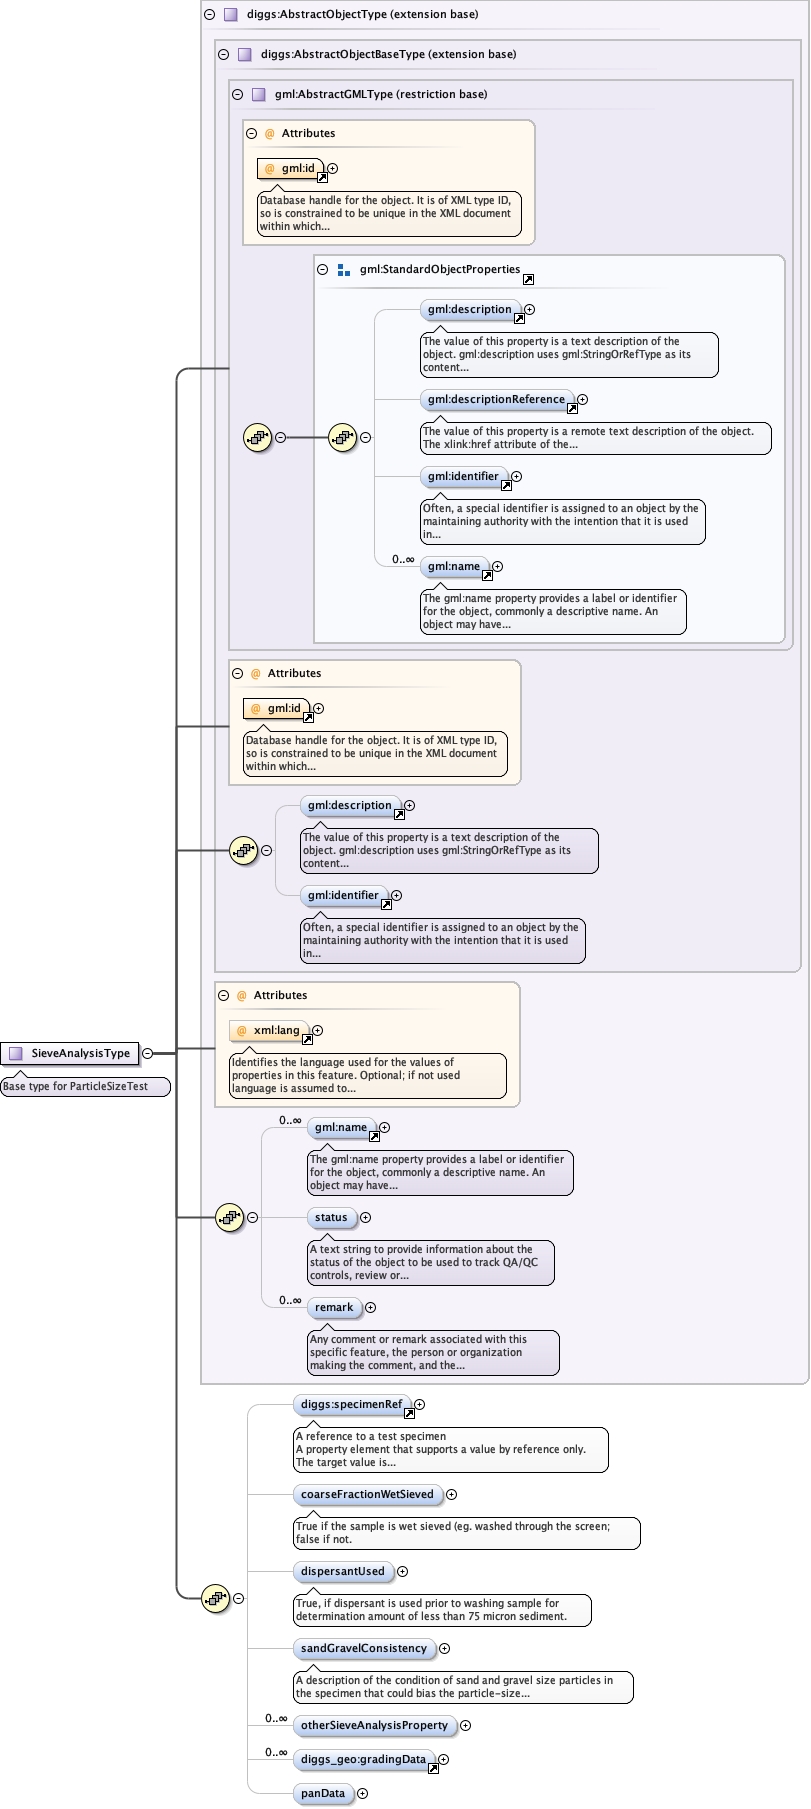 diggs:AbstractObjectType (extension base)
diggs:AbstractObjectBaseType (extension base)
gml:AbstractGMLType (restriction base)
@ Attributes
@ gml:id
Database handle for the object. It is of XML type ID,
so is constrained to be unique in the XML document
within which...
gml:StandardObjectProperties
gml:description
The value of this property is a text description of the
object. gml:description uses gml:StringOrRefType as its
content...
gml:descriptionReference
The value of this property is a remote text description of the object.
The xlink:href attribute of the...
gml:identifier
Often, a special identifier is assigned to an object by the
maintaining authority with the intention that it is used
in...
0..∞ gml:name
The gml:name property provides a label or identifier
for the object, commonly a descriptive name. An
object may have...
@ Attributes
@ gml:id
Database handle for the object. It is of XML type ID,
so is constrained to be unique in the XML document
within which...
gml:description
The value of this property is a text description of the
object. gml:description uses gml:StringOrRefType as its
content...
gml:identifier
Often, a special identifier is assigned to an object by the
maintaining authority with the intention that it is used
in...
@ Attributes
@ xml:lang
Identifies the language used for the values of
properties in this feature. Optional; if not used
language is assumed to...
SieveAnalysisType
Base type for ParticleSizeTest
0..∞ gml:name
The gml:name property provides a label or identifier
for the object, commonly a descriptive name. An
object may have...
status
A text string to provide information about the
status of the object to be used to track QA/QC
controls, review or...
0..∞ remark
Any comment or remark associated with this
specific feature, the person or organization
making the comment, and the...
diggs:specimenRef
A reference to a test specimen
A property element that supports a value by reference only.
The target value is...
coarseFractionWetSieved
True if the sample is wet sieved (eg. washed through the screen;
false if not.
dispersantUsed
True, if dispersant is used prior to washing sample for
determination amount of less than 75 micron sediment.
sandGravelConsistency
A description of the condition of sand and gravel size particles in
the specimen that could bias the particle-size...
0..∞ otherSieveAnalysisProperty
0..∞ diggs_geo:gradingData
panData